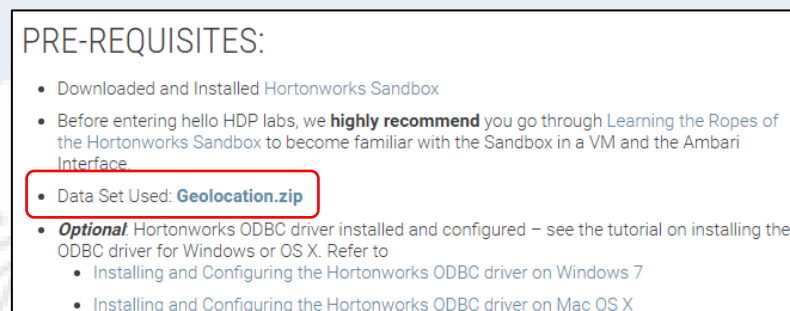 PRE-REQUISITES:
• Downloaded and Installed Hortonworks Sandbox
• Before entering hello HDP labs, we highly recommend you go through Learning the Ropes of
the Hortonworks Sandbox to become familiar with the Sandbox in a VM and the Ambari
Interface.
• Data Set Used: Geolocation.zip
• Optional: Hortonworks ODBC driver installed and configured – see the tutorial on installing the
ODBC driver for Windows or OS X. Refer to
• Installing and Configuring the Hortonworks ODBC driver on Windows 7
• Installing and Configuring the Hortonworks ODBC driver on Mac OS X